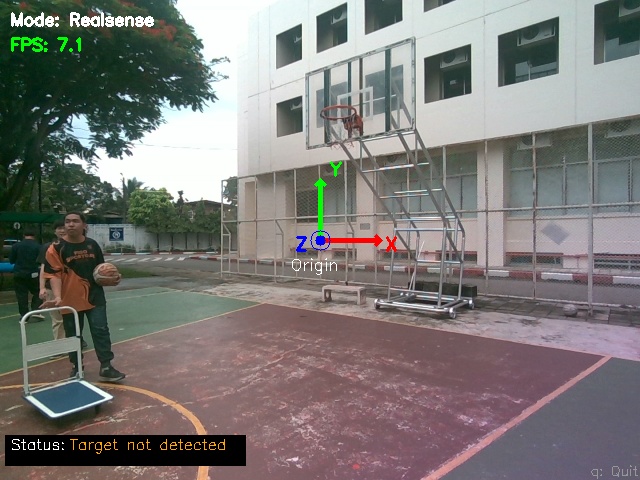 Mode: Realsense
FPS: 7.1
Y
Z
X
Origin
Status: Target not detected
q: Quit